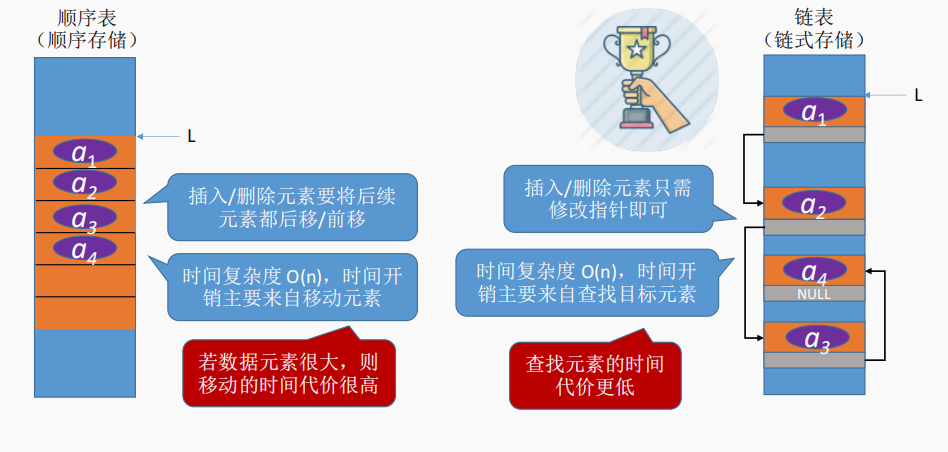 顺序表
（顺序存储）
L
a1
a2
a3
a4
插入/删除元素要将后续
元素都后移/前移
时间复杂度 O(n)，时间开
销主要来自移动元素
若数据元素很大，则
移动的时间代价很高
链表
（链式存储）
L
a1
a2
a4
NULL
a3
插入/删除元素只需
修改指针即可
时间复杂度 O(n)，时间开
销主要来自查找目标元素
查找元素的时间
代价更低